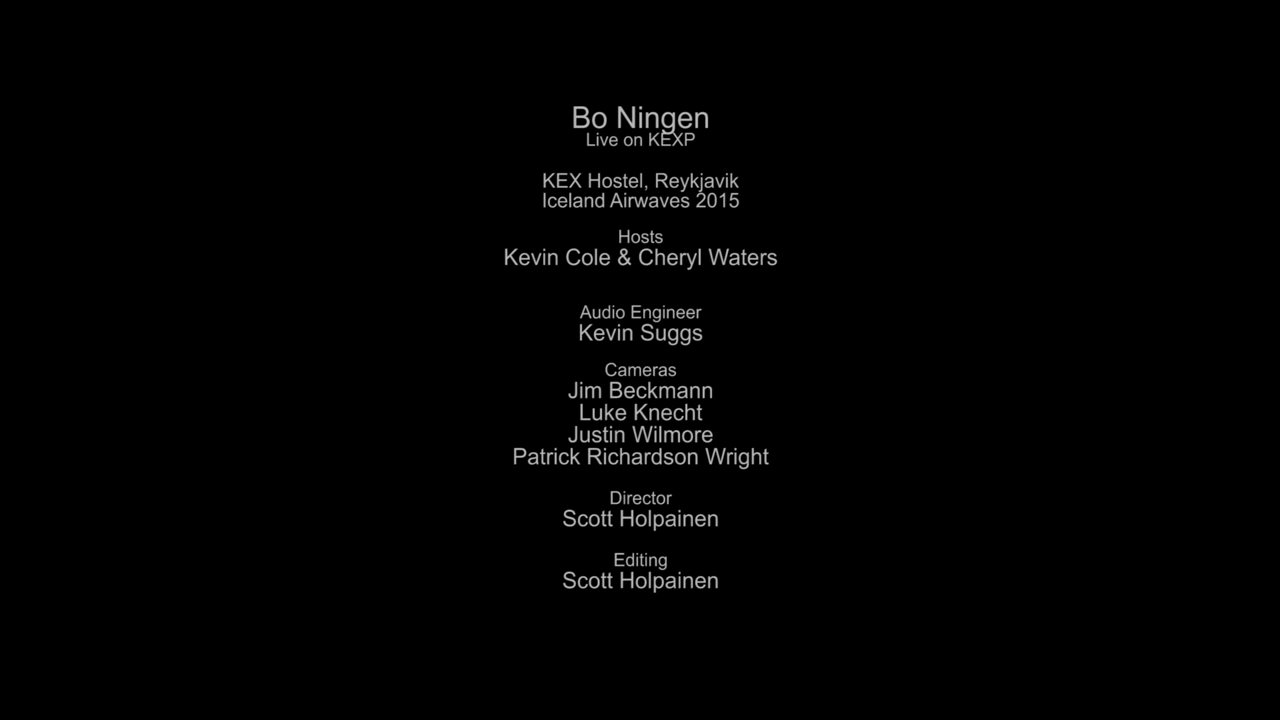 Bo Ningen
Live on KEXP
KEX Hostel, Reykjavik
Iceland Airwaves 2015
Hosts
Kevin Cole & Cheryl Waters
Audio Engineer
Kevin Suggs
Cameras
Jim Beckmann
Luke Knecht
Justin Wilmore
Patrick Richardson Wright
Director
Scott Holpainen
Editing
Scott Holpainen